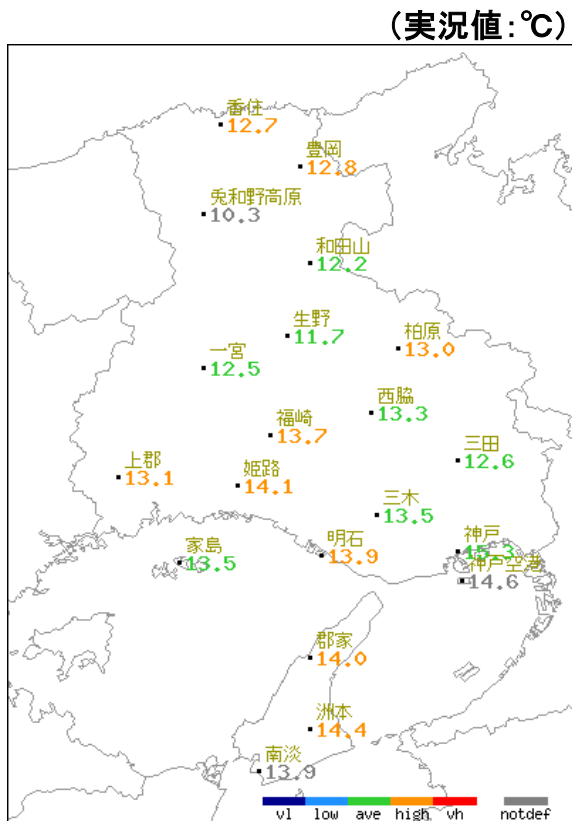 (実況値:℃)
香住
12.7
豊岡
12.8
兎和野高原
10.3
和田山
12.2
生野
11.7
柏原
13.0
一宮
12.5
西脇
13.3
福崎
13.7
三田
12.6
上郡
13.1
姫路
14.1
三木
13.5
家島
13.5
明石
13.9
神戸
15.3
神戸空港
14.6
郡家
14.0
洲本
14.4
南淡
13.9
vl low ave high vh notdef